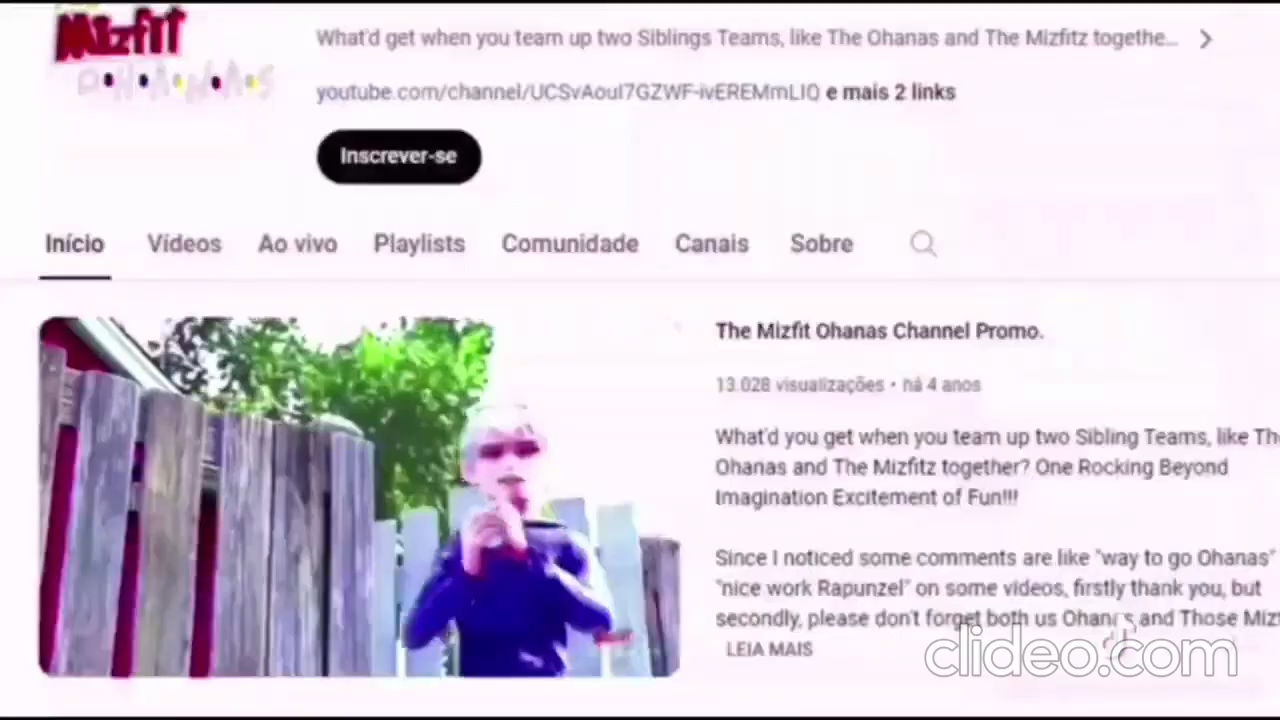 Mizfit
O·H·A·N·A·S
What'd get when you team up two Siblings Teams, like The Ohanas and The Mizfitz togethe...
youtube.com/channel/UCSvAouI7GZWF-ivEREMmLIQ e mais 2 links
Inscrever-se
Início Vídeos Ao vivo Playlists Comunidade Canais Sobre
The Mizfit Ohanas Channel Promo.
13.028 visualizações • há 4 anos
What'd you get when you team up two Sibling Teams, like Th
Ohanas and The Mizfitz together? One Rocking Beyond
Imagination Excitement of Fun!!!
Since I noticed some comments are like "way to go Ohanas"
"nice work Rapunzel" on some videos, firstly thank you, but
secondly, please don't forget both us Ohanas and Those Mizf
LEIA MAIS
clideo.com